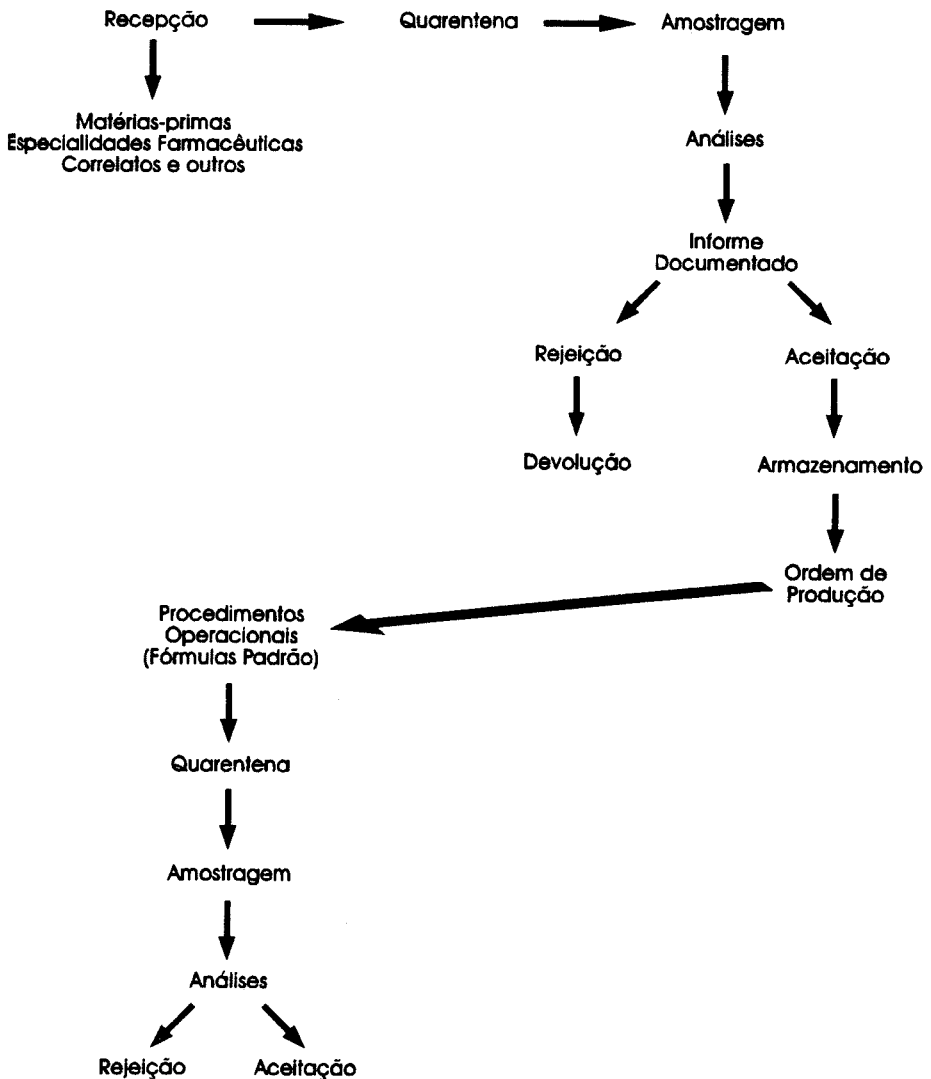 Recepção
Quarentena
Amostragem
Matérias-primas
Especialidades Farmacêuticas
Correlatos e outros
Análises
Informe
Documentado
Rejeição
Aceitação
Devolução
Armazenamento
Ordem de
Produção
Procedimentos
Operacionais
(Fórmulas Padrão)
Quarentena
Amostragem
Análises
Rejeição
Aceitação